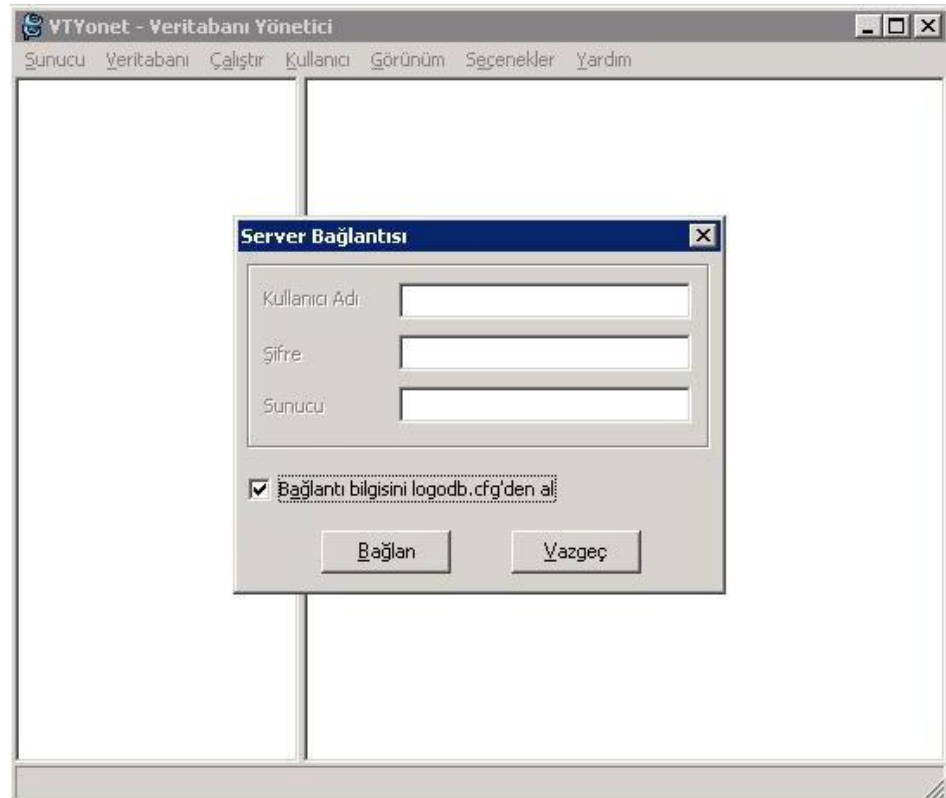 VTYonet - Veritabanı Yönetici
Sunucu Veritabanı Çalıştır Kullanıcı Görünüm Seçenekler Yardım
Server Bağlantısı
Kullanıcı Adı
Şifre
Sunucu
Bağlantı bilgisini logodb.cfg'den al
Bağlan Vazgeç